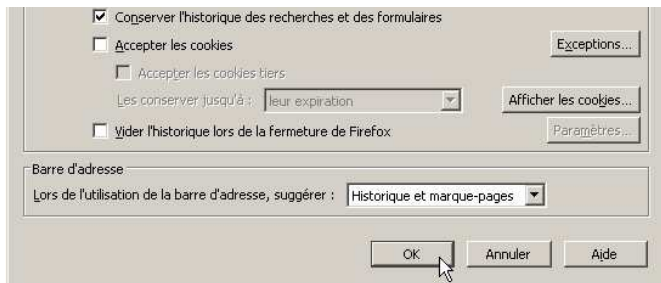 Conserver l'historique des recherches et des formulaires
Accepter les cookies
Exceptions...
Accepter les cookies tiers
Les conserver jusqu'à : leur expiration
Afficher les cookies...
Vider l'historique lors de la fermeture de Firefox
Paramètres...
Barre d'adresse
Lors de l'utilisation de la barre d'adresse, suggérer : Historique et marque-pages
OK Annuler Aide